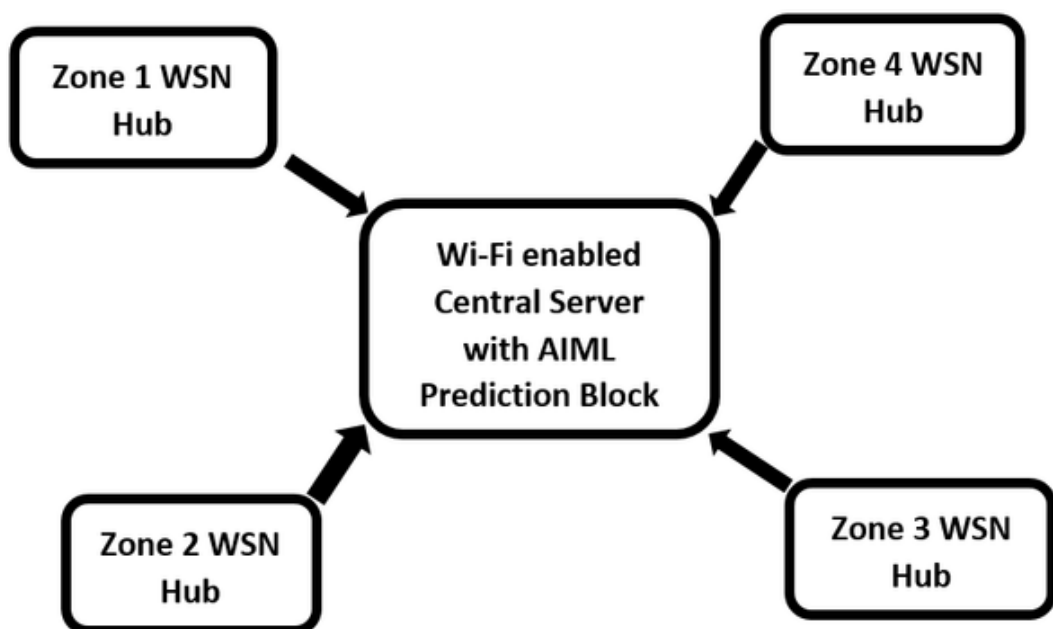 Zone 1 WSN
Hub
Zone 4 WSN
Hub
Wi-Fi enabled
Central Server
with AIML
Prediction Block
Zone 2 WSN
Hub
Zone 3 WSN
Hub